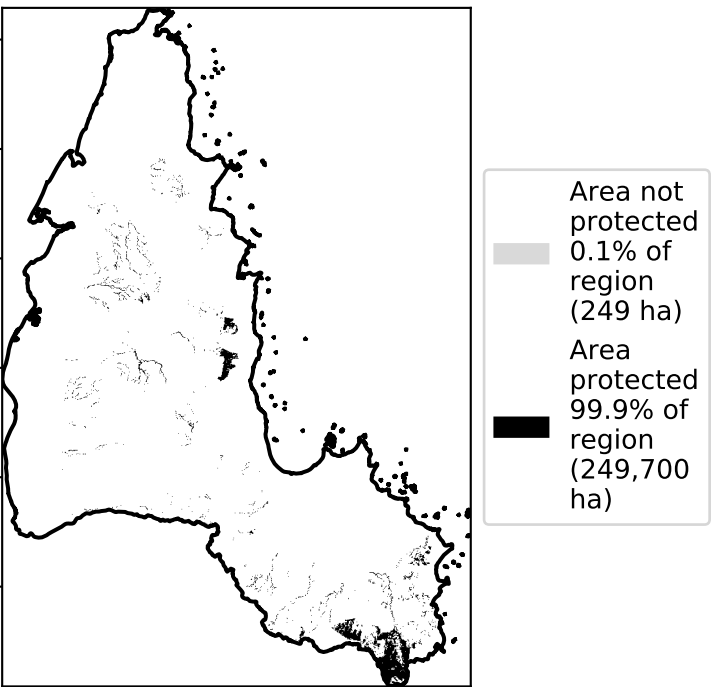 Area not
protected
0.1% of
region
(249 ha)
Area
protected
99.9% of
region
(249,700
ha)